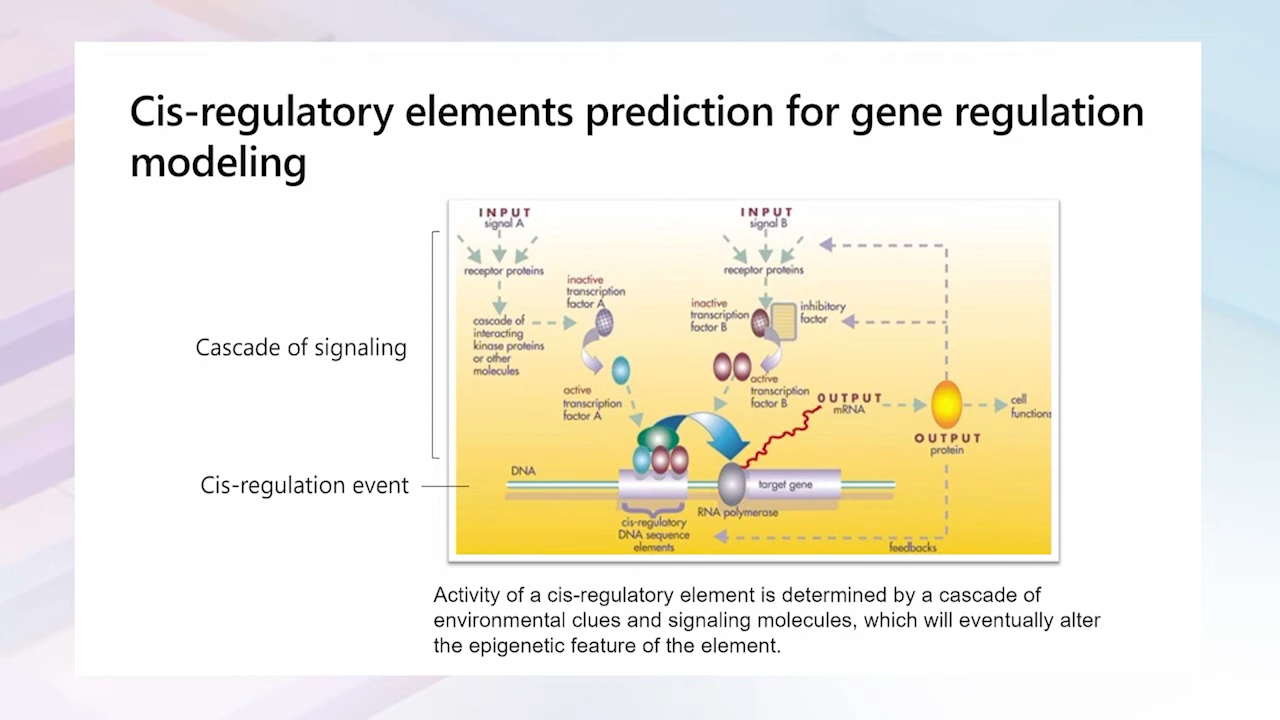 Cis-regulatory elements prediction for gene regulation
modeling
INPUT
signal A
receptor proteins
cascade of
interacting
kinase proteins
or other
molecules
inactive
transcription
factor A
active
transcription
factor A
INPUT
signal B
receptor proteins
inactive
transcription
factor B
inhibitory
factor
active
transcription
factor B
OUTPUT
mRNA
cell
functions
OUTPUT
protein
Cascade of signaling
Cis-regulation event
DNA
target gene
RNA polymerase
cis-regulatory
DNA sequence
elements
feedbacks
Activity of a cis-regulatory element is determined by a cascade of
environmental clues and signaling molecules, which will eventually alter
the epigenetic feature of the element.